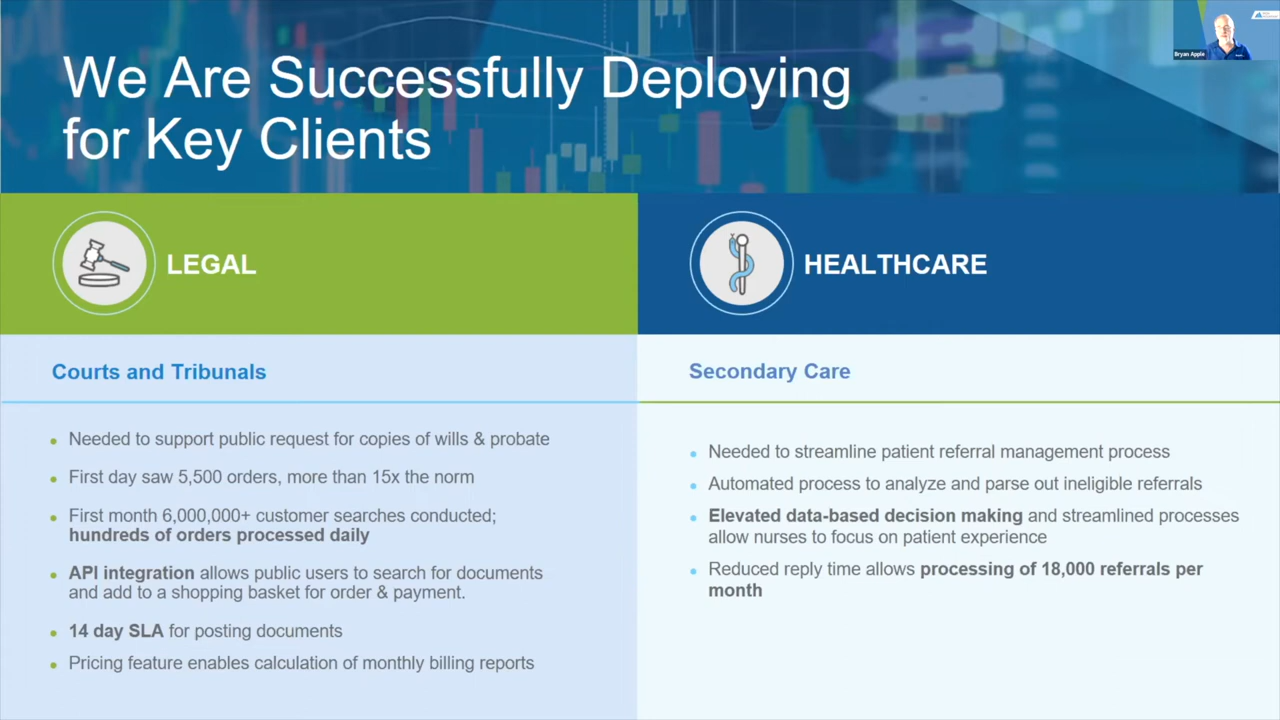 We Are Successfully Deploying
for Key Clients
Bryan Apple
LEGAL
Courts and Tribunals
Needed to support public request for copies of wills & probate
First day saw 5,500 orders, more than 15x the norm
First month 6,000,000+ customer searches conducted;
hundreds of orders processed daily
API integration allows public users to search for documents
and add to a shopping basket for order & payment.
14 day SLA for posting documents
Pricing feature enables calculation of monthly billing reports
HEALTHCARE
Secondary Care
Needed to streamline patient referral management process
Automated process to analyze and parse out ineligible referrals
Elevated data-based decision making and streamlined processes
allow nurses to focus on patient experience
Reduced reply time allows processing of 18,000 referrals per
month